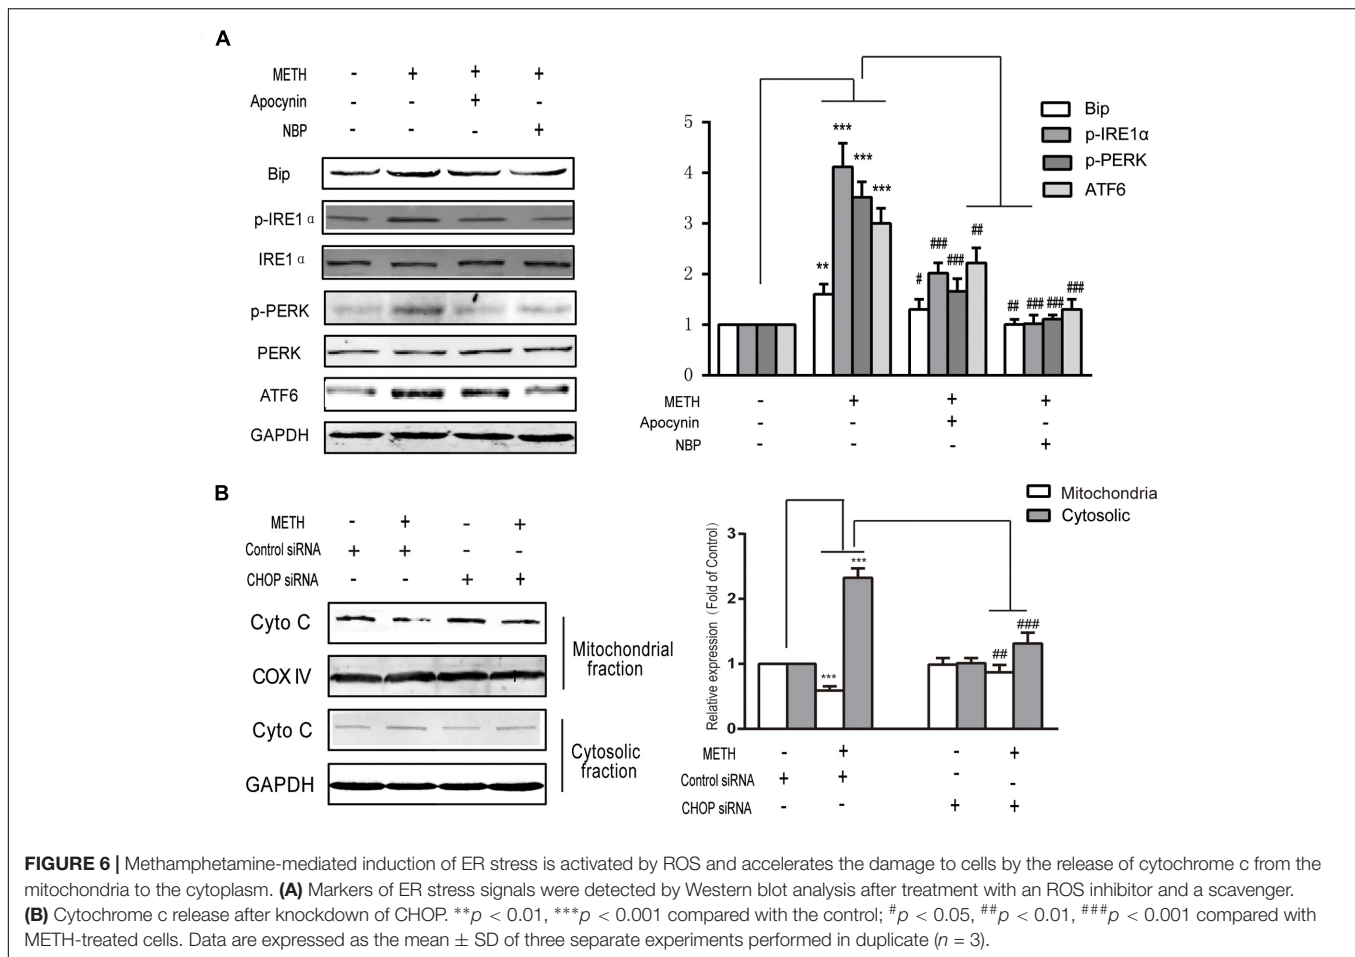 A
METH - + + +
Apocynin - - + -
NBP - - - +
Bip
p-IRE1α
IRE1α
p-PERK
PERK
ATF6
GAPDH
Bip
p-IRE1α
p-PERK
ATF6
5
4
3
2
1
0
** *** *** ***
# ### ### ##
## ### ### ###
METH - + + +
Apocynin - - + -
NBP - - - +
B
METH - + - +
Control siRNA + + - -
CHOP siRNA - - + +
Cyto C
COX IV
Mitochondrial
fraction
Cyto C
GAPDH
Cytosolic
fraction
Mitochondria
Cytosolic
Relative expression (Fold of Control)
3
2
1
0
*** ***
## ###
METH - + - +
Control siRNA + + - -
CHOP siRNA - - + +
FIGURE 6 | Methamphetamine-mediated induction of ER stress is activated by ROS and accelerates the damage to cells by the release of cytochrome c from the
mitochondria to the cytoplasm. (A) Markers of ER stress signals were detected by Western blot analysis after treatment with an ROS inhibitor and a scavenger.
(B) Cytochrome c release after knockdown of CHOP. **p < 0.01, ***p < 0.001 compared with the control; #p < 0.05, ##p < 0.01, ###p < 0.001 compared with
METH-treated cells. Data are expressed as the mean ± SD of three separate experiments performed in duplicate (n = 3).